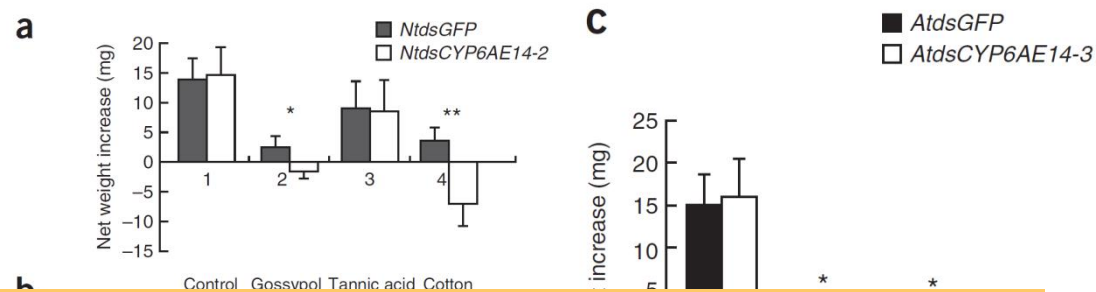 a
NtdsGFP
NtdsCYP6AE14-2
Net weight increase (mg)
20
15
10
5
0
−5
−10
−15
*
**
1
2
3
4
Control Gossypol Tannic acid Cotton
b
c
AtdsGFP
AtdsCYP6AE14-3
increase (mg)
25
20
15
10
5
*
*